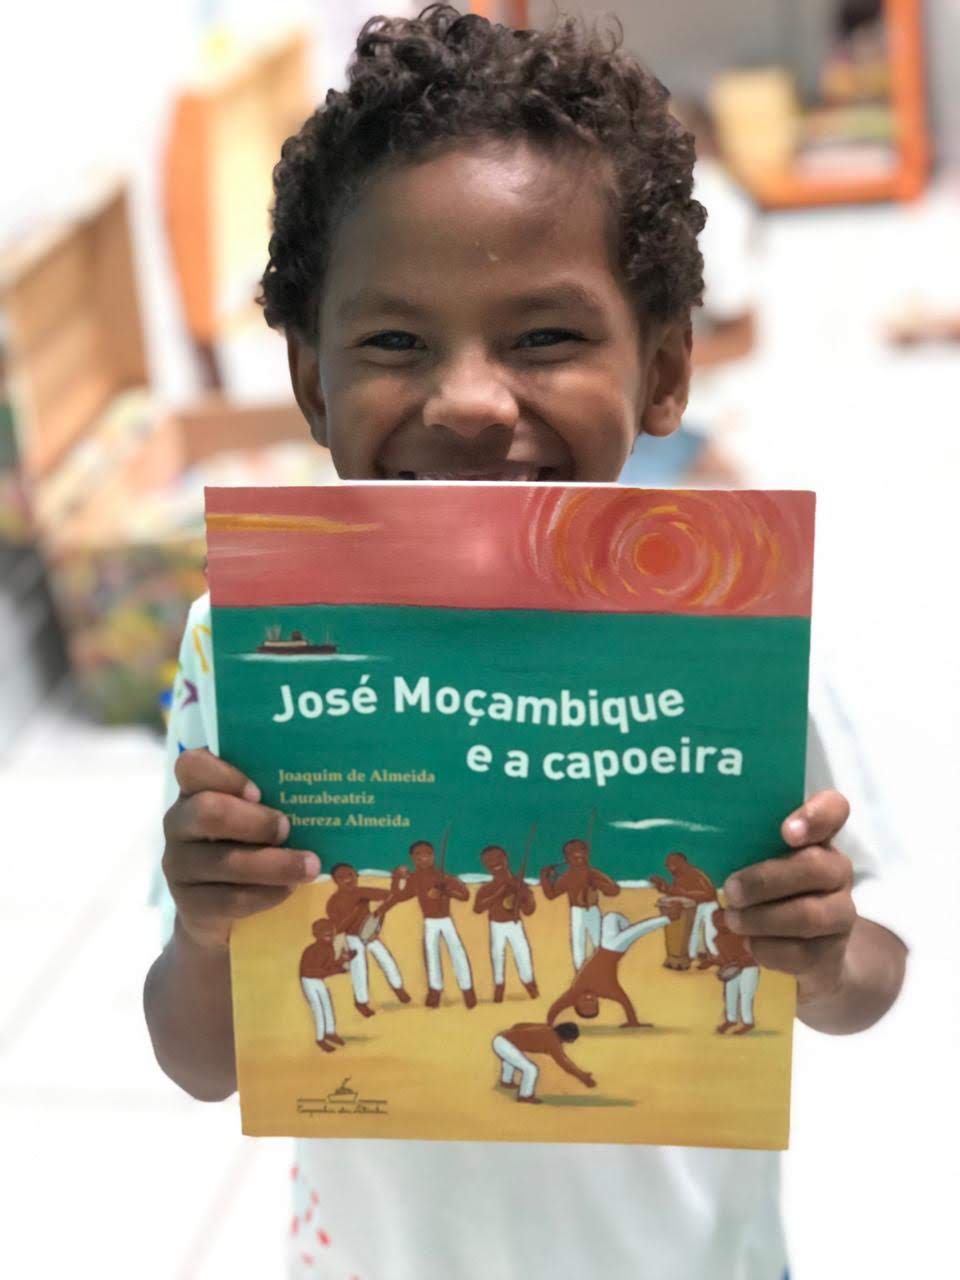 José Moçambique
e a capoeira
Joaquim de Almeida
Laurabeatriz
Thereza Almeida